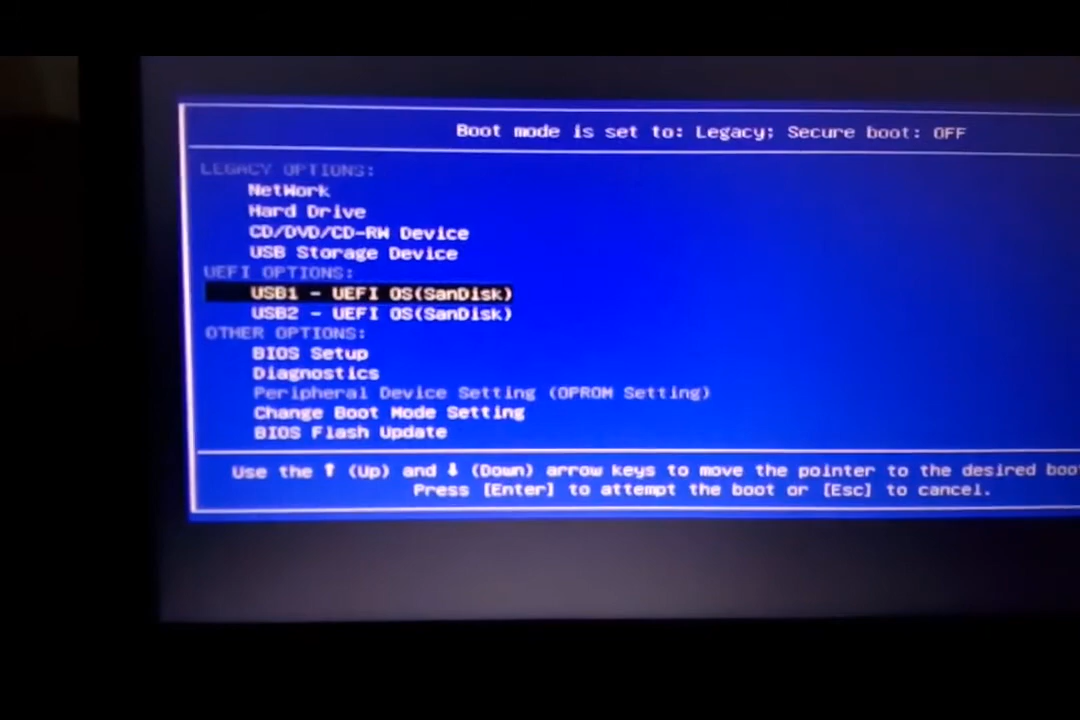 Boot mode is set to: Legacy; Secure boot: OFF
LEGACY OPTIONS:
NetWork
Hard Drive
CD/DVD/CD-RW Device
USB Storage Device
UEFI OPTIONS:
USB1 - UEFI OS(SanDisk)
USB2 - UEFI OS(SanDisk)
OTHER OPTIONS:
BIOS Setup
Diagnostics
Peripheral Device Setting (OPROM Setting)
Change Boot Mode Setting
BIOS Flash Update
Use the ↑ (Up) and ↓ (Down) arrow keys to move the pointer to the desired boo
Press [Enter] to attempt the boot or [Esc] to cancel.